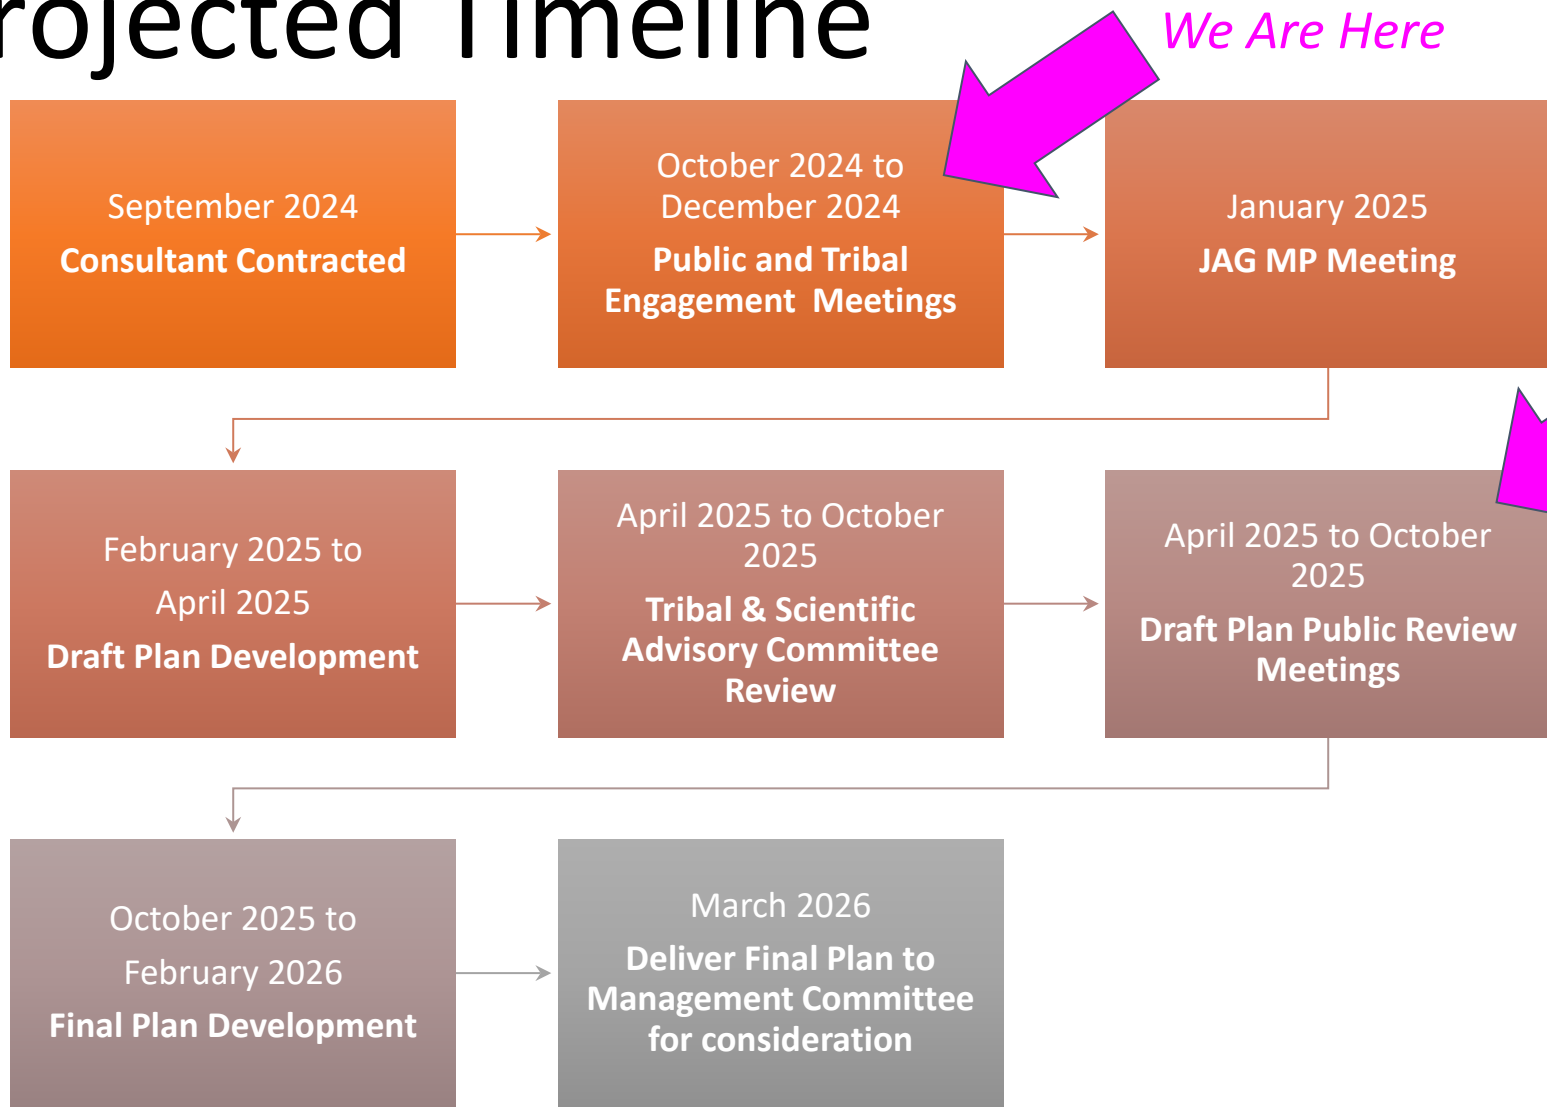 rojected Timeline
We Are Here
September 2024
Consultant Contracted
October 2024 to
December 2024
Public and Tribal
Engagement  Meetings
January 2025
JAG MP Meeting
February 2025 to
April 2025
Draft Plan Development
April 2025 to October
2025
Tribal & Scientific
Advisory Committee
Review
April 2025 to October
2025
Draft Plan Public Review
Meetings
October 2025 to
February 2026
Final Plan Development
March 2026
Deliver Final Plan to
Management Committee
for consideration